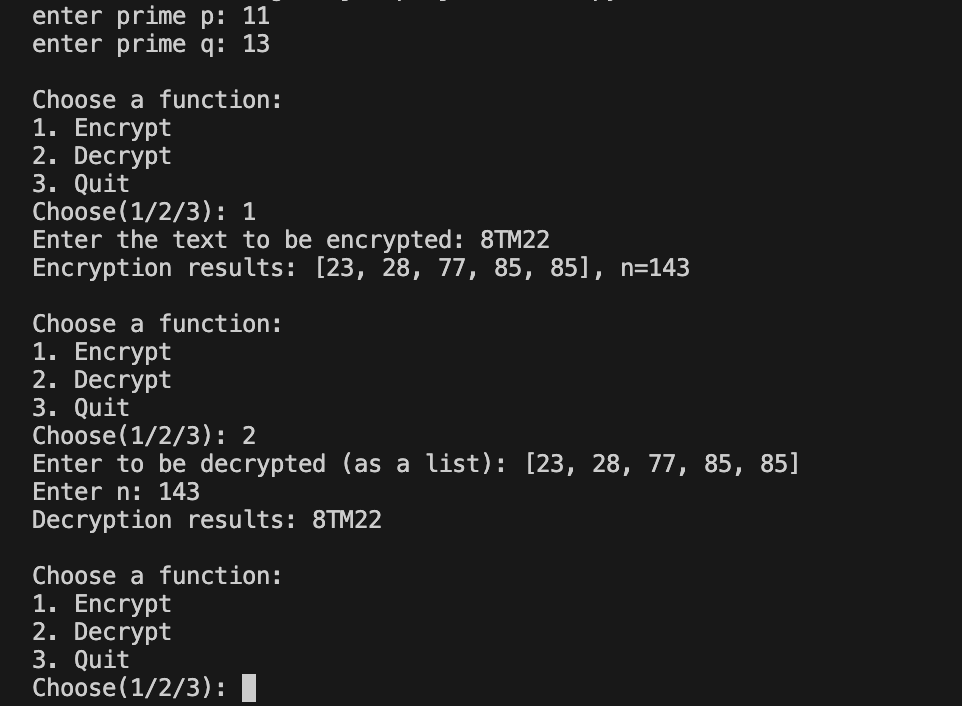 enter prime p: 11
enter prime q: 13
Choose a function:
1. Encrypt
2. Decrypt
3. Quit
Choose(1/2/3): 1
Enter the text to be encrypted: 8TM22
Encryption results: [23, 28, 77, 85, 85], n=143
Choose a function:
1. Encrypt
2. Decrypt
3. Quit
Choose(1/2/3): 2
Enter to be decrypted (as a list): [23, 28, 77, 85, 85]
Enter n: 143
Decryption results: 8TM22
Choose a function:
1. Encrypt
2. Decrypt
3. Quit
Choose(1/2/3):